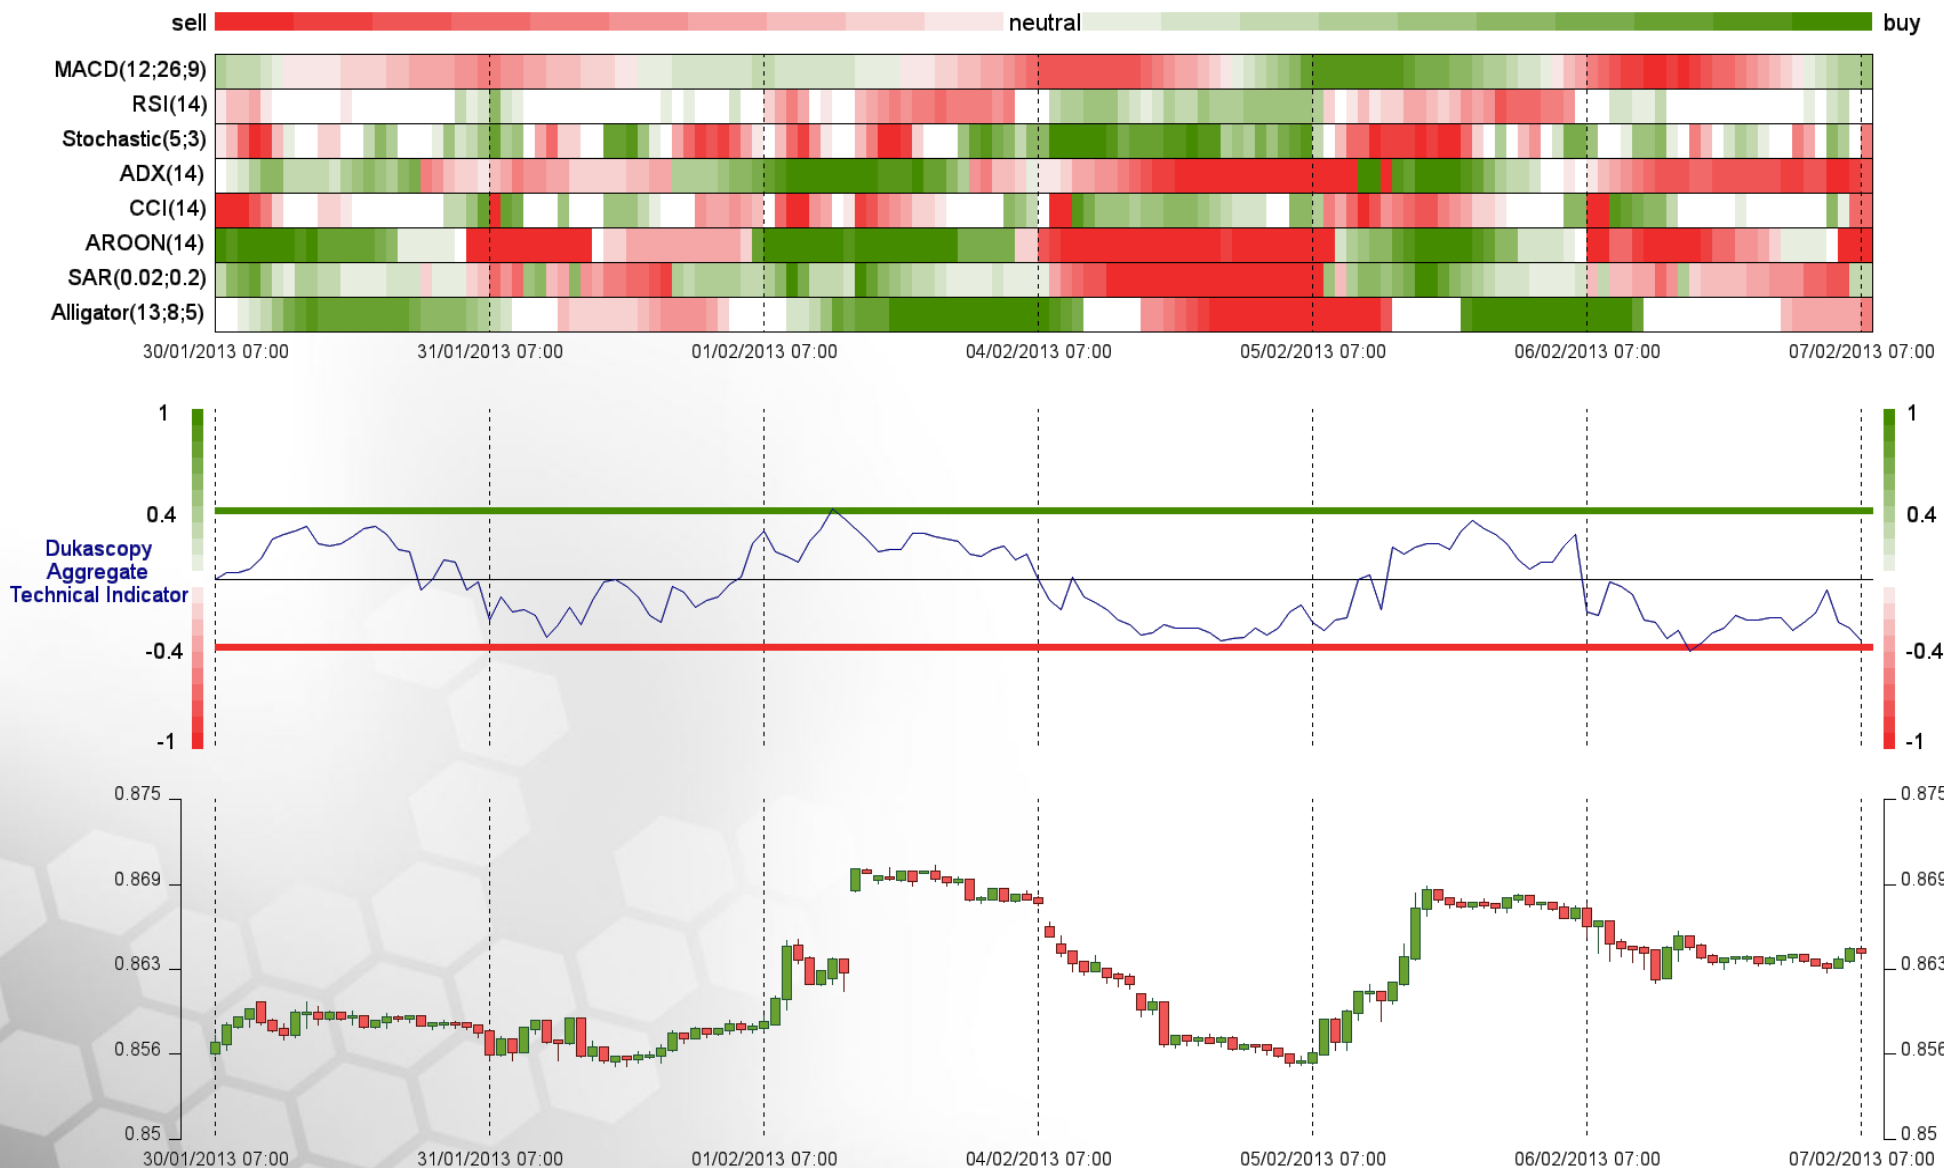 sell neutral buy
MACD(12;26;9)
RSI(14)
Stochastic(5;3)
ADX(14)
CCI(14)
AROON(14)
SAR(0.02;0.2)
Alligator(13;8;5)
30/01/2013 07:00 31/01/2013 07:00 01/02/2013 07:00 04/02/2013 07:00 05/02/2013 07:00 06/02/2013 07:00 07/02/2013 07:00
1 1
0.4 0.4
Dukascopy
Aggregate
Technical Indicator
-0.4 -0.4
-1 -1
0.875 0.875
0.869 0.869
0.863 0.863
0.856 0.856
0.85 0.85
30/01/2013 07:00 31/01/2013 07:00 01/02/2013 07:00 04/02/2013 07:00 05/02/2013 07:00 06/02/2013 07:00 07/02/2013 07:00